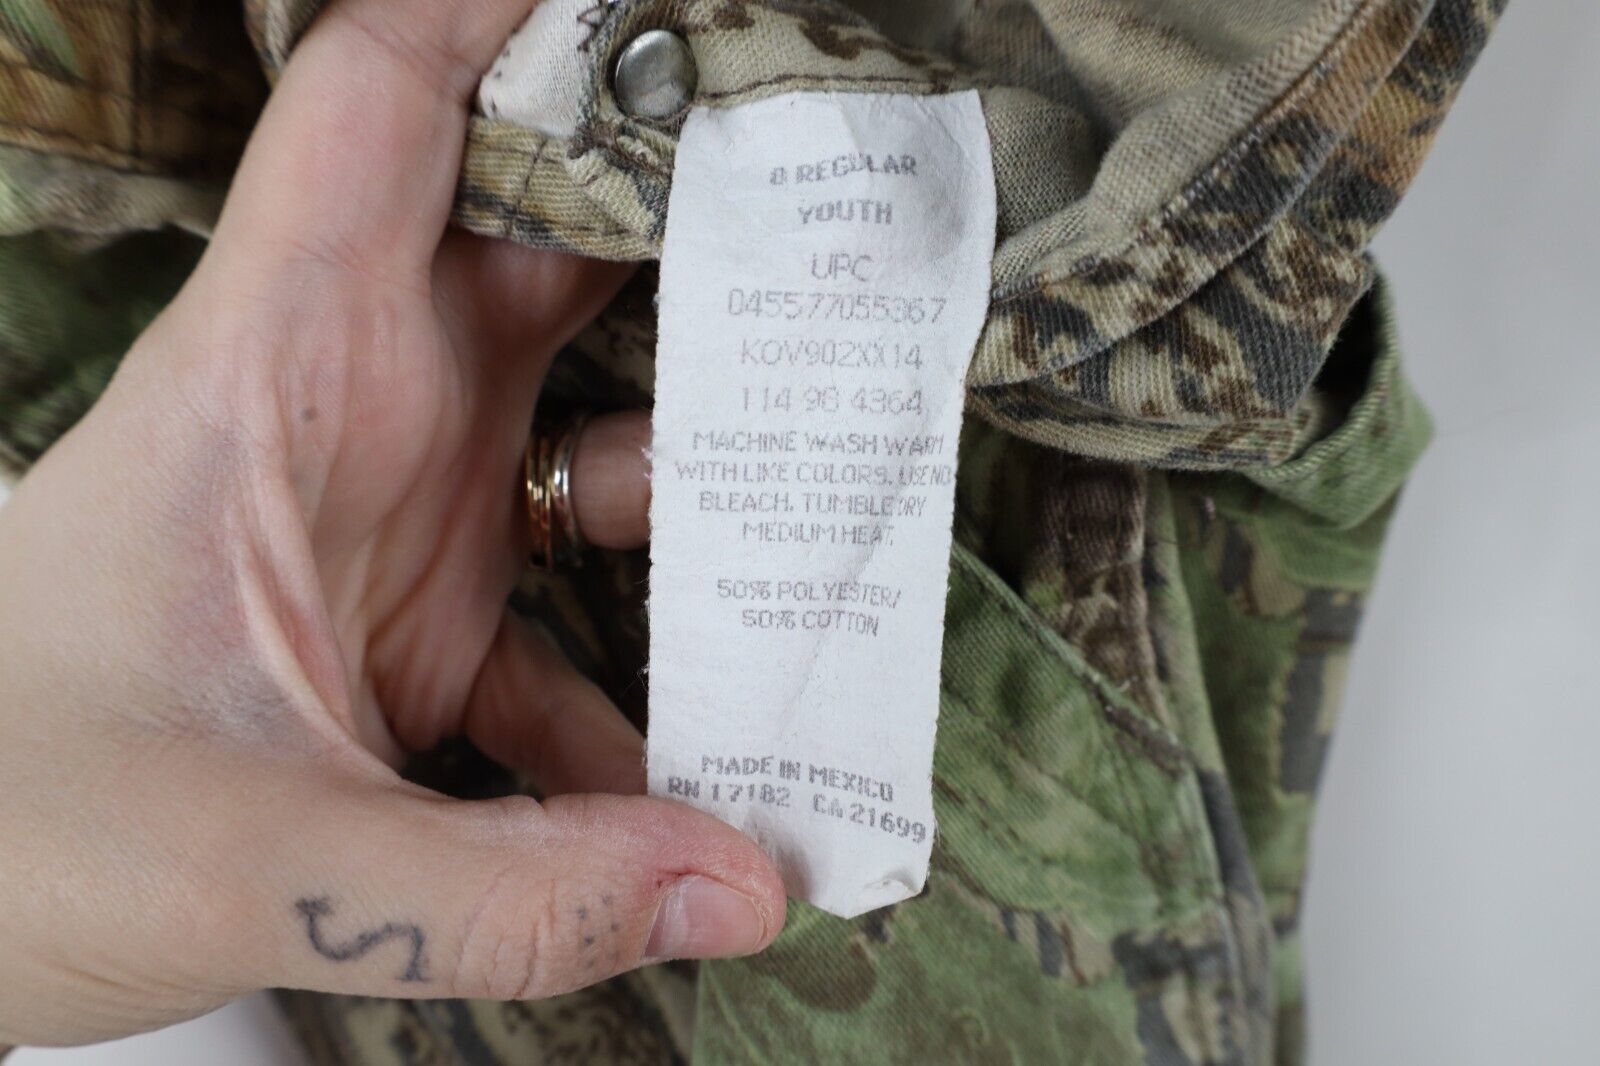 8 REGULAR
YOUTH
UPC
045577055367
KOV902XX14
114 96 4364
MACHINE WASH WARM
WITH LIKE COLORS. USE NO
BLEACH. TUMBLE DRY
MEDIUM HEAT.
50% POLYESTER/
50% COTTON
MADE IN MEXICO
RN 17182 CA 21699